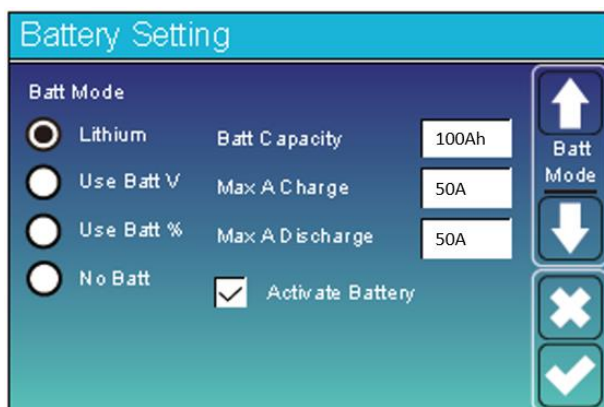 Battery Setting
Batt Mode
Lithium
Use Batt V
Use Batt %
No Batt
Batt Capacity 100Ah
Max A Charge 50A
Max A Discharge 50A
Activate Battery
Batt
Mode